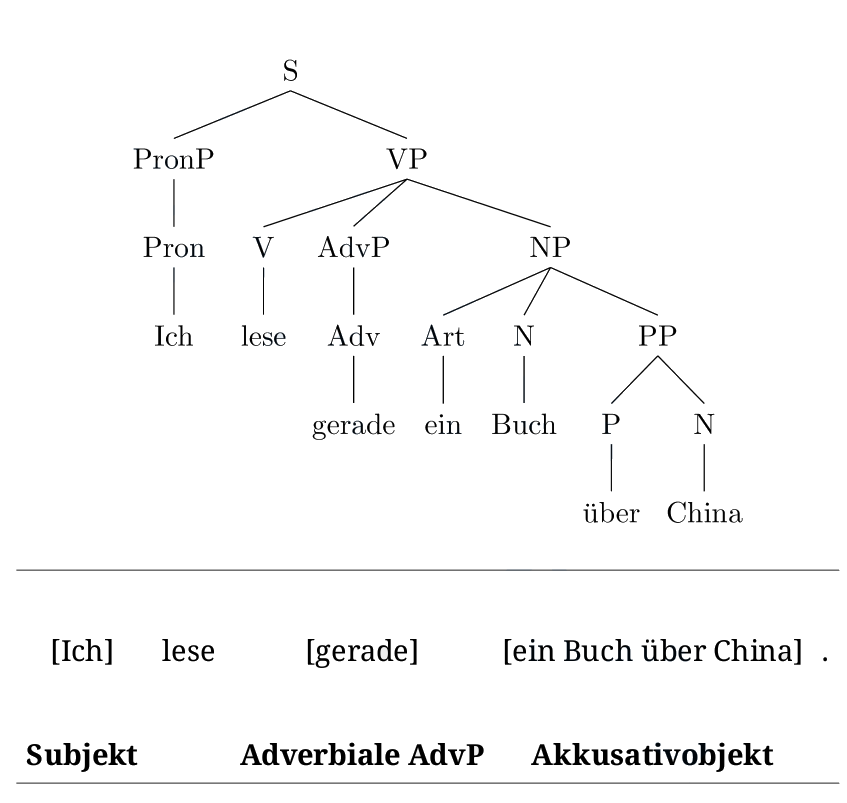 S
PronP VP
Pron V AdvP NP
Ich lese Adv Art N PP
gerade ein Buch P N
über China
[Ich] lese [gerade] [ein Buch über China] .
Subjekt Adverbiale AdvP Akkusativobjekt